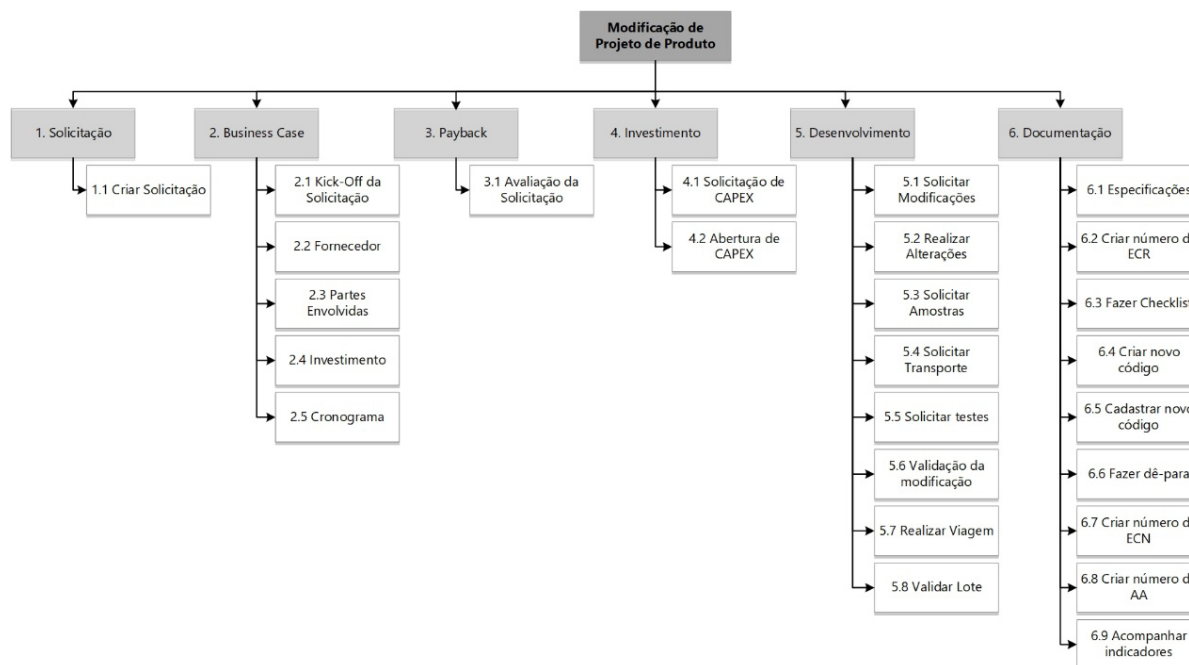 Modificação de
Projeto de Produto
1. Solicitação
2. Business Case
3. Payback
4. Investimento
5. Desenvolvimento
6. Documentação
1.1 Criar Solicitação
2.1 Kick-Off da
Solicitação
2.2 Fornecedor
2.3 Partes
Envolvidas
2.4 Investimento
2.5 Cronograma
3.1 Avaliação da
Solicitação
4.1 Solicitação de
CAPEX
4.2 Abertura de
CAPEX
5.1 Solicitar
Modificações
5.2 Realizar
Alterações
5.3 Solicitar
Amostras
5.4 Solicitar
Transporte
5.5 Solicitar testes
5.6 Validação da
modificação
5.7 Realizar Viagem
5.8 Validar Lote
6.1 Especificações
6.2 Criar número d
ECR
6.3 Fazer Checklist
6.4 Criar novo
código
6.5 Cadastrar novo
código
6.6 Fazer dê-para
6.7 Criar número d
ECN
6.8 Criar número d
AA
6.9 Acompanhar
indicadores